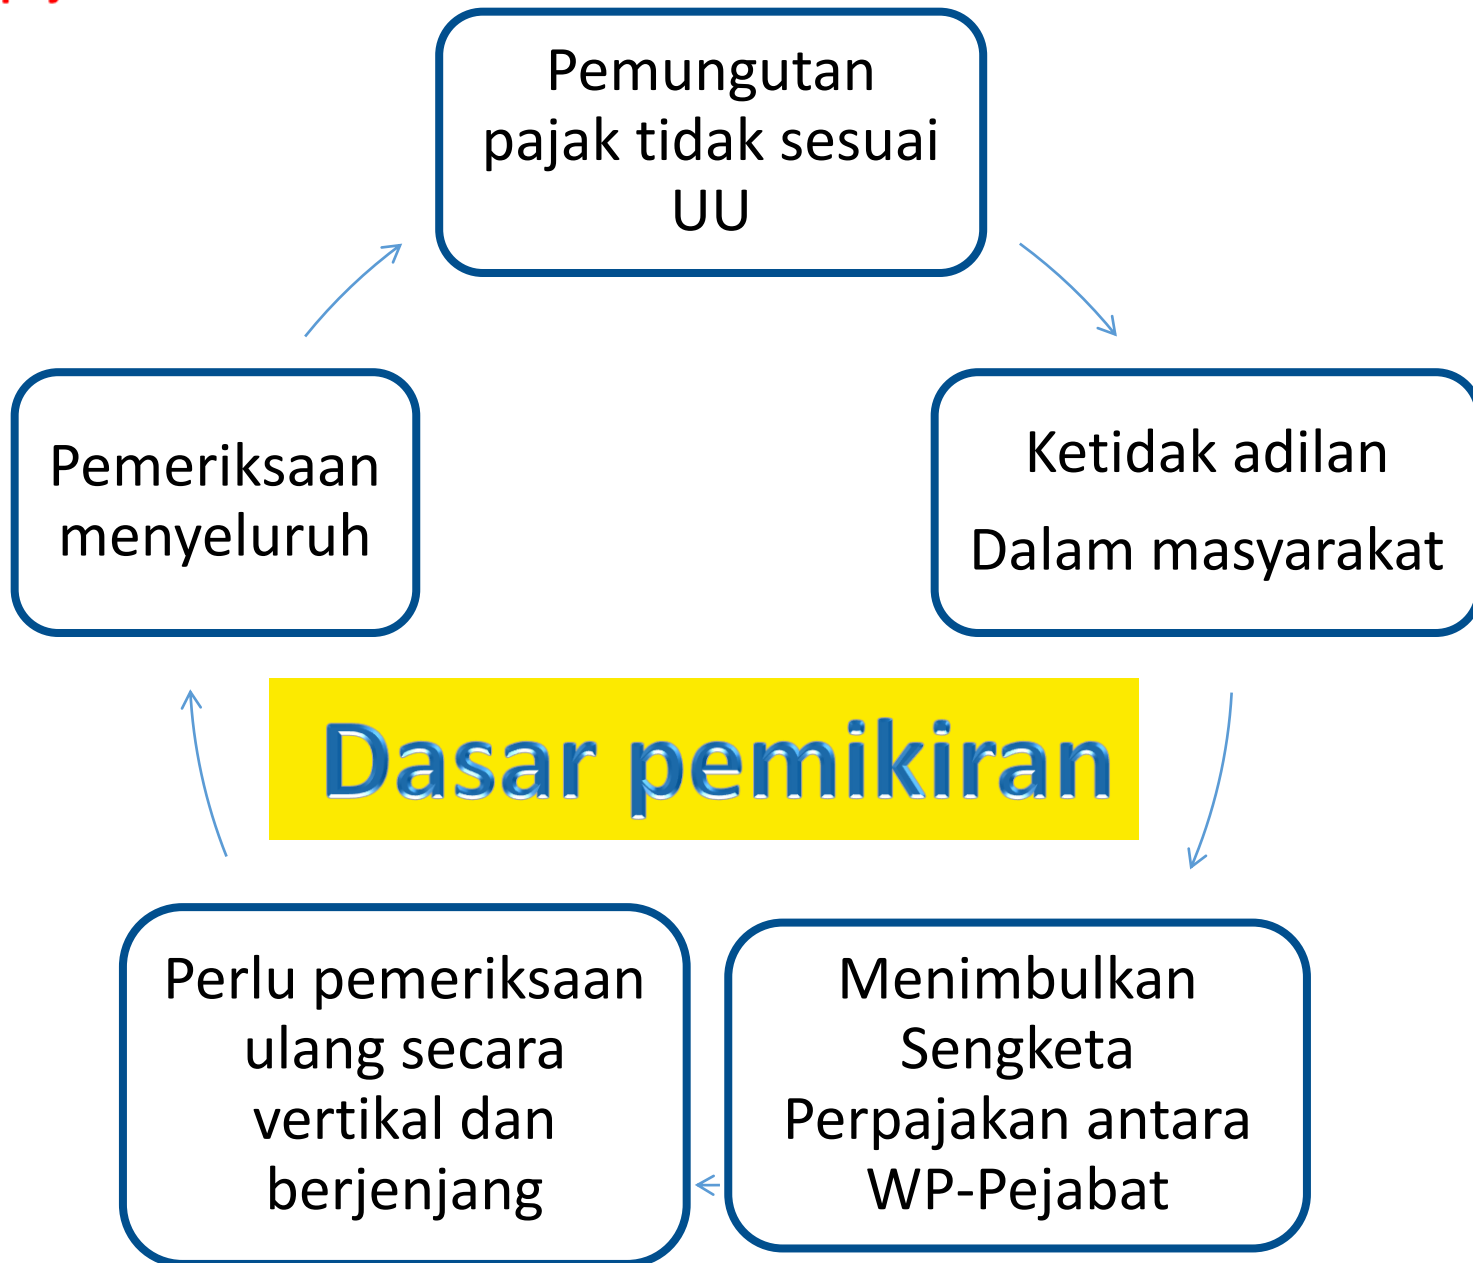 Pemungutan
pajak tidak sesuai
UU
Ketidak adilan
Dalam masyarakat
Menimbulkan
Sengketa
Perpajakan antara
WP-Pejabat
Perlu pemeriksaan
ulang secara
vertikal dan
berjenjang
Pemeriksaan
menyeluruh
Dasar pemikiran